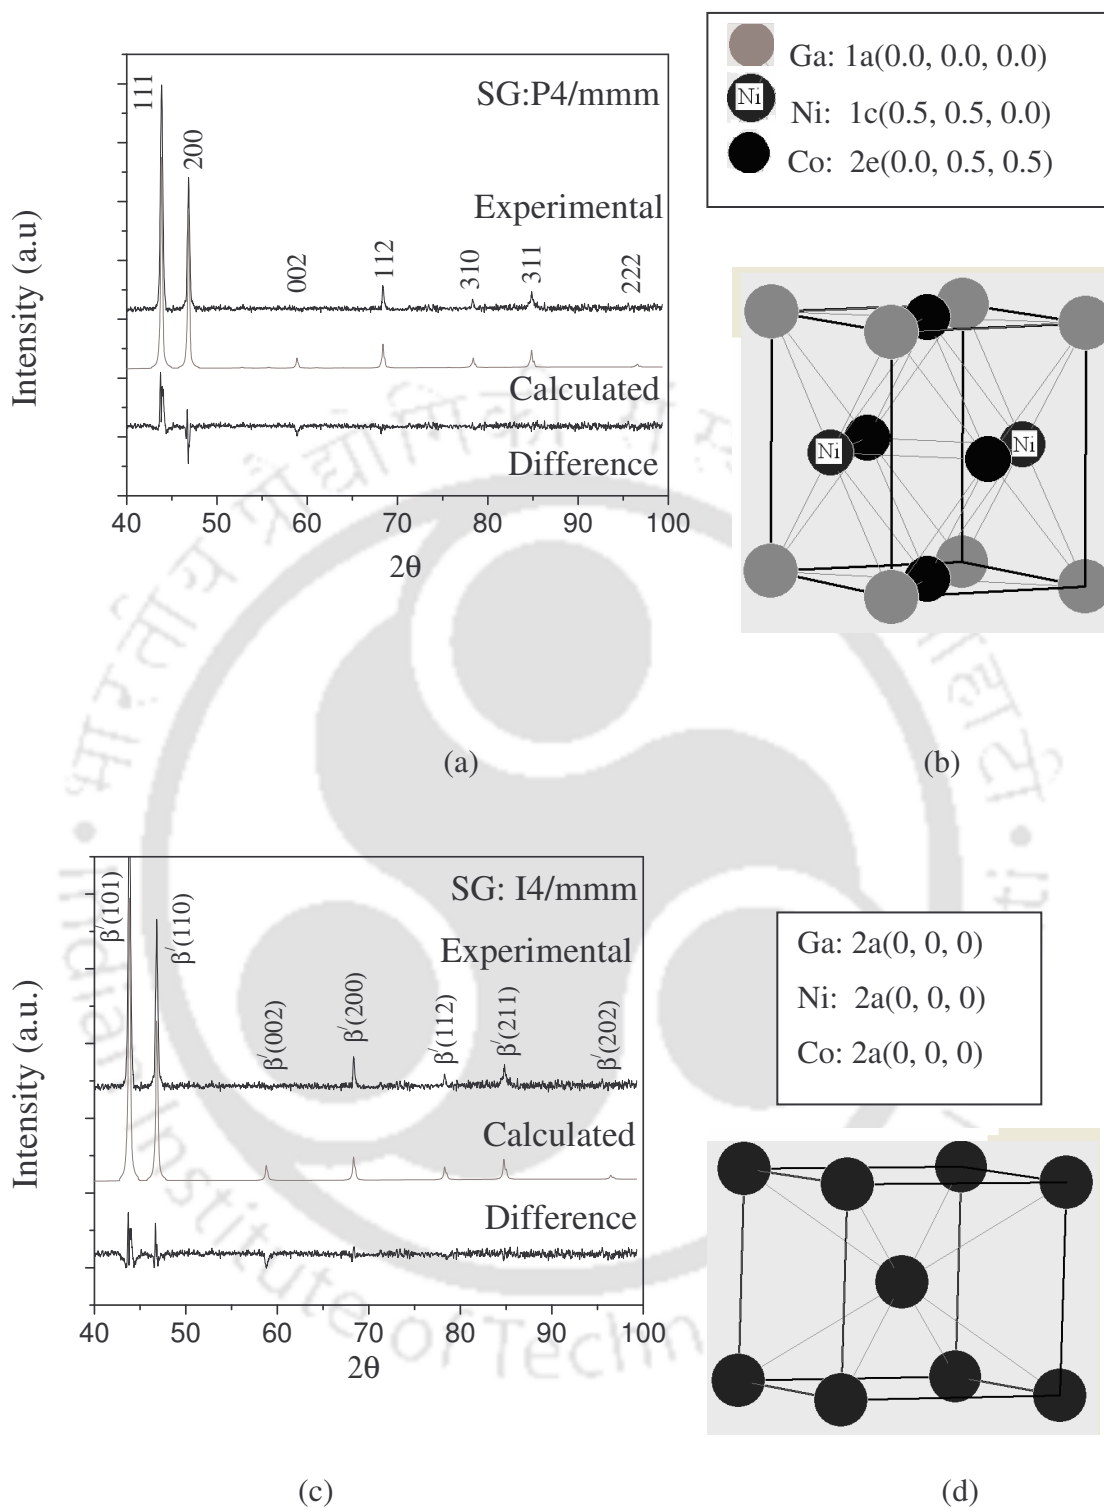 Ga: 1a(0.0, 0.0, 0.0)
Ni
Ni: 1c(0.5, 0.5, 0.0)
Co: 2e(0.0, 0.5, 0.5)
SG:P4/mmm
111
200
Experimental
002
112
310
311
222
Calculated
Difference
Intensity (a.u)
40 50 60 70 80 90 100
2θ
Ni
Ni
(a)
(b)
SG: I4/mmm
β′(101)
β′(110)
Experimental
β′(002)
β′(200)
β′(112)
β′(211)
β′(202)
Calculated
Difference
Intensity (a.u.)
40 50 60 70 80 90 100
2θ
Ga: 2a(0, 0, 0)
Ni: 2a(0, 0, 0)
Co: 2a(0, 0, 0)
(c)
(d)
Indian Institute of Techn